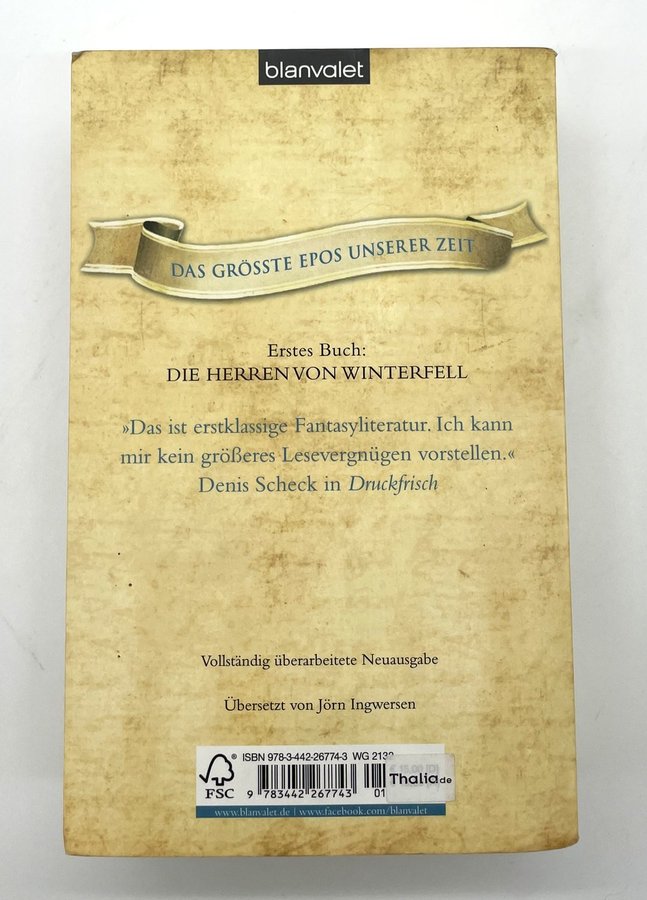 blanvalet
DAS GRÖSSTE EPOS UNSERER ZEIT
Erstes Buch:
DIE HERREN VON WINTERFELL
»Das ist erstklassige Fantasyliteratur. Ich kann
mir kein größeres Lesevergnügen vorstellen.«
Denis Scheck in Druckfrisch
Vollständig überarbeitete Neuausgabe
Übersetzt von Jörn Ingwersen
® ISBN 978-3-442-26774-3 WG 2132
FSC 9 783442 267743 01
Thalia.de
www.blanvalet.de | www.facebook.com/blanvalet